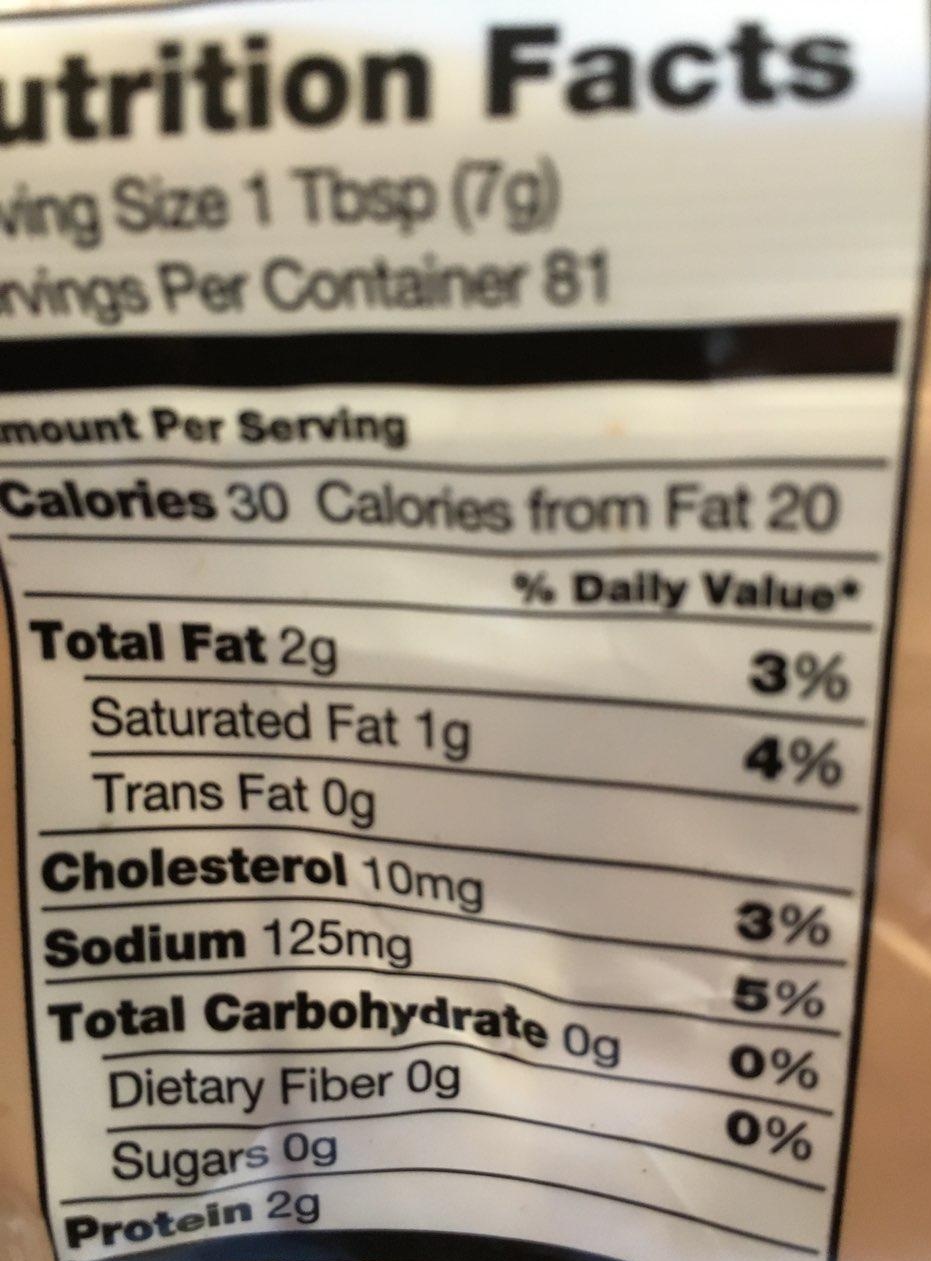 utrition Facts
ving Size 1 Tbsp (7g)
rvings Per Container 81
mount Per Serving
Calories 30 Calories from Fat 20
% Daily Value*
Total Fat 2g 3%
Saturated Fat 1g 4%
Trans Fat 0g
Cholesterol 10mg 3%
Sodium 125mg 5%
Total Carbohydrate 0g 0%
Dietary Fiber 0g 0%
Sugars 0g
Protein 2g